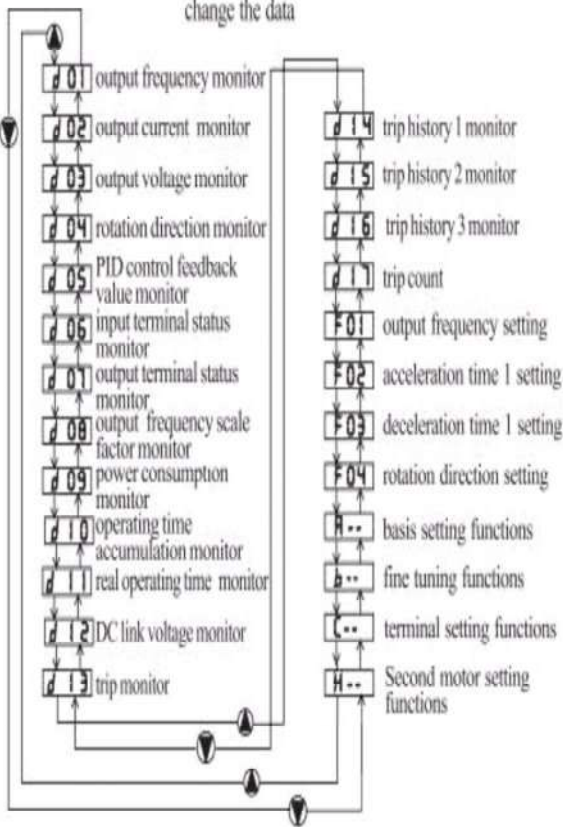 change the data
d 01 output frequency monitor
d 02 output current monitor
d 03 output voltage monitor
d 04 rotation direction monitor
d 05 PID control feedback
value monitor
d 06 input terminal status
monitor
d 07 output terminal status
monitor
d 08 output frequency scale
factor monitor
d 09 power consumption
monitor
d 10 operating time
accumulation monitor
d 11 real operating time monitor
d 12 DC link voltage monitor
d 13 trip monitor
d 14 trip history 1 monitor
d 15 trip history 2 monitor
d 16 trip history 3 monitor
d 17 trip count
F01 output frequency setting
F02 acceleration time 1 setting
F03 deceleration time 1 setting
F04 rotation direction setting
A-- basis setting functions
b-- fine tuning functions
C-- terminal setting functions
H-- Second motor setting
functions